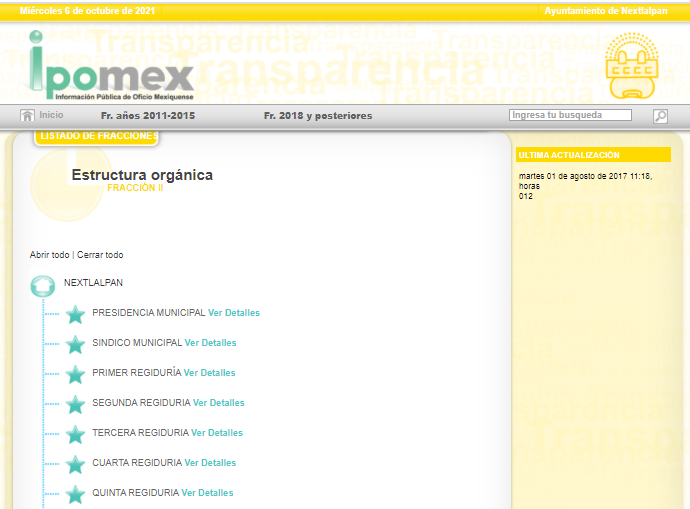 Miércoles 6 de octubre de 2021
Ayuntamiento de Nextlalpan
Transparencia
Transparencia
Transparencia
ipomex
Información Pública de Oficio Mexiquense
Inicio
Fr. años 2011-2015
Fr. 2018 y posteriores
Ingresa tu busqueda
LISTADO DE FRACCIONES
Estructura orgánica
FRACCIÓN II
Abrir todo | Cerrar todo
NEXTLALPAN
PRESIDENCIA MUNICIPAL Ver Detalles
SINDICO MUNICIPAL Ver Detalles
PRIMER REGIDURÍA Ver Detalles
SEGUNDA REGIDURIA Ver Detalles
TERCERA REGIDURIA Ver Detalles
CUARTA REGIDURIA Ver Detalles
QUINTA REGIDURIA Ver Detalles
ULTIMA ACTUALIZACIÓN
martes 01 de agosto de 2017 11:18,
horas
012